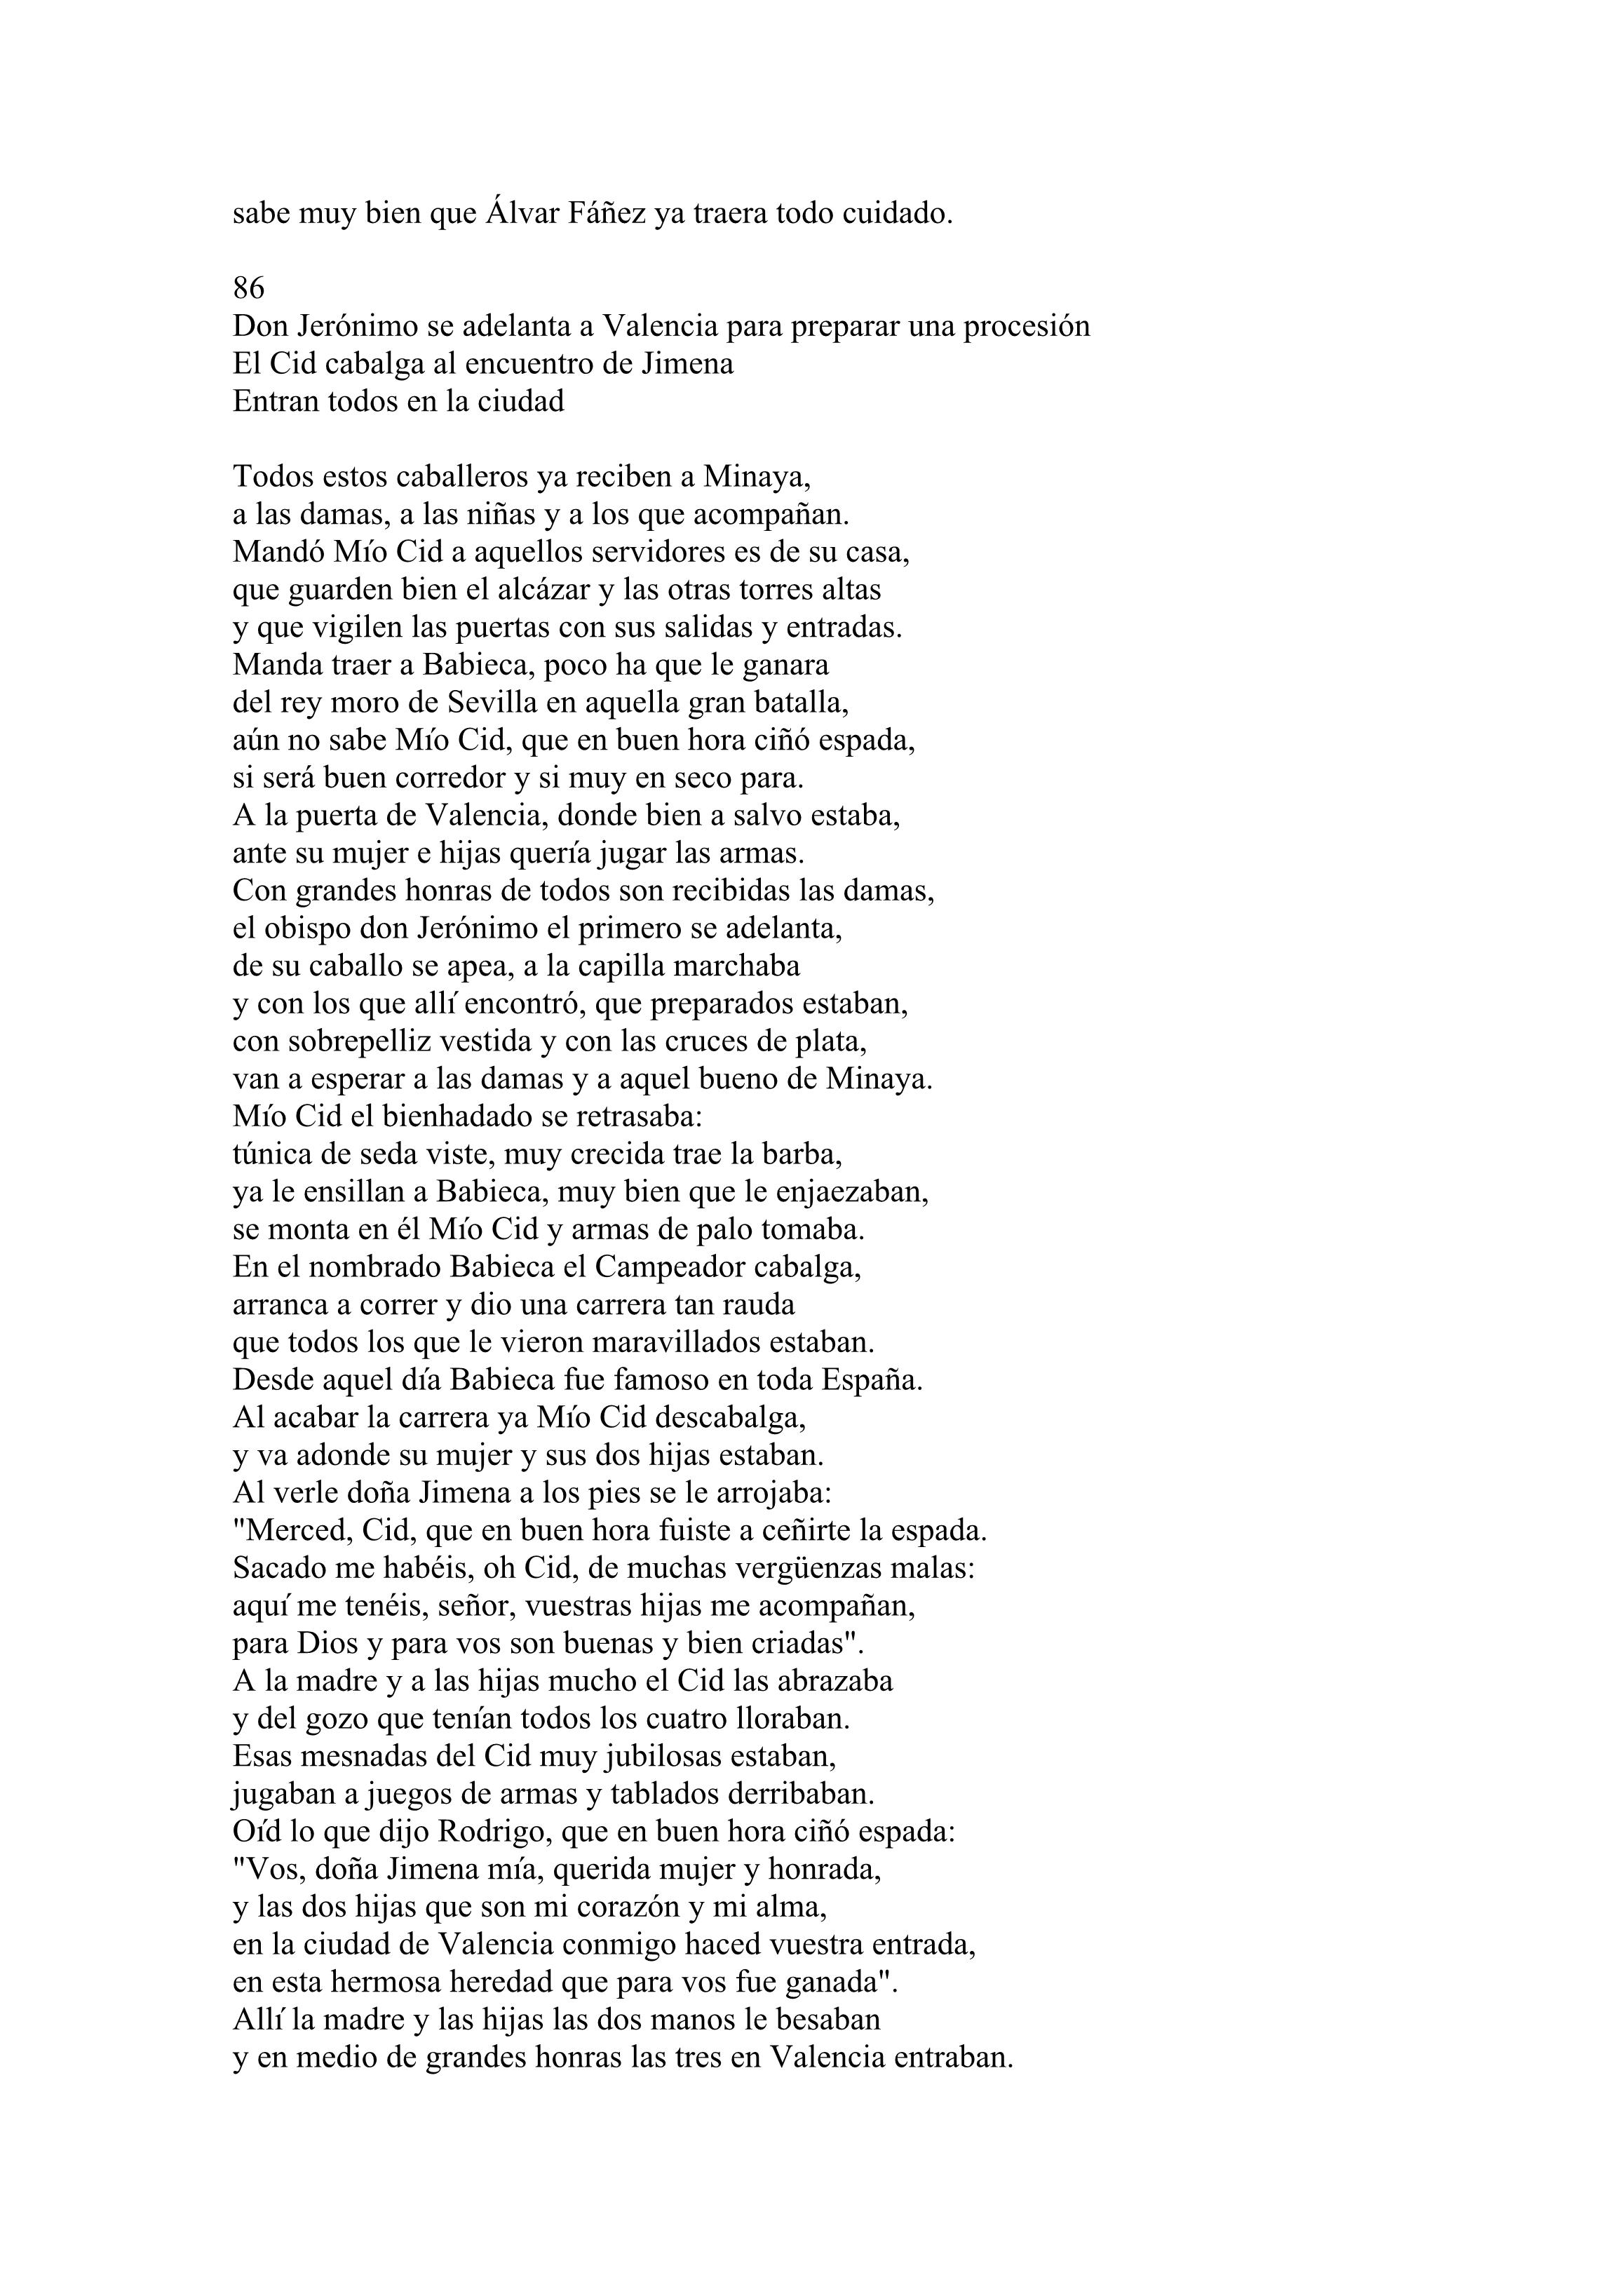 sabe muy bien que Álvar Fáñez ya traera todo cuidado.
86
Don Jerónimo se adelanta a Valencia para preparar una procesión
El Cid cabalga al encuentro de Jimena
Entran todos en la ciudad
Todos estos caballeros ya reciben a Minaya,
a las damas, a las niñas y a los que acompañan.
Mandó Mío Cid a aquellos servidores es de su casa,
que guarden bien el alcázar y las otras torres altas
y que vigilen las puertas con sus salidas y entradas.
Manda traer a Babieca, poco ha que le ganara
del rey moro de Sevilla en aquella gran batalla,
aún no sabe Mío Cid, que en buen hora ciñó espada,
si será buen corredor y si muy en seco para.
A la puerta de Valencia, donde bien a salvo estaba,
ante su mujer e hijas quería jugar las armas.
Con grandes honras de todos son recibidas las damas,
el obispo don Jerónimo el primero se adelanta,
de su caballo se apea, a la capilla marchaba
y con los que allí encontró, que preparados estaban,
con sobrepelliz vestida y con las cruces de plata,
van a esperar a las damas y a aquel bueno de Minaya.
Mío Cid el bienhadado se retrasaba:
túnica de seda viste, muy crecida trae la barba,
ya le ensillan a Babieca, muy bien que le enjaezaban,
se monta en él Mío Cid y armas de palo tomaba.
En el nombrado Babieca el Campeador cabalga,
arranca a correr y dio una carrera tan rauda
que todos los que le vieron maravillados estaban.
Desde aquel día Babieca fue famoso en toda España.
Al acabar la carrera ya Mío Cid descabalga,
y va adonde su mujer y sus dos hijas estaban.
Al verle doña Jimena a los pies se le arrojaba:
"Merced, Cid, que en buen hora fuiste a ceñirte la espada.
Sacado me habéis, oh Cid, de muchas vergüenzas malas:
aquí me tenéis, señor, vuestras hijas me acompañan,
para Dios y para vos son buenas y bien criadas".
A la madre y a las hijas mucho el Cid las abrazaba
y del gozo que tenían todos los cuatro lloraban.
Esas mesnadas del Cid muy jubilosas estaban,
jugaban a juegos de armas y tablados derribaban.
Oíd lo que dijo Rodrigo, que en buen hora ciñó espada:
"Vos, doña Jimena mía, querida mujer y honrada,
y las dos hijas que son mi corazón y mi alma,
en la ciudad de Valencia conmigo haced vuestra entrada,
en esta hermosa heredad que para vos fue ganada".
Allí la madre y las hijas las dos manos le besaban
y en medio de grandes honras las tres en Valencia entraban.